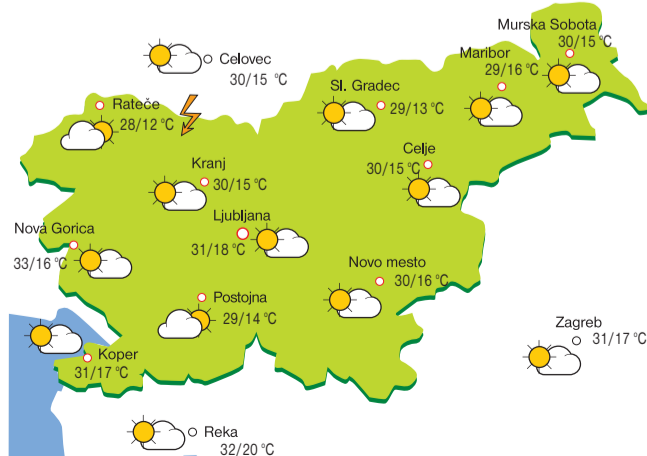 Murska Sobota
30/15 °C
Maribor
29/16 °C
Celovec
30/15 °C
Sl. Gradec
29/13 °C
Rateče
28/12 °C
Celje
30/15 °C
Kranj
30/15 °C
Ljubljana
31/18 °C
Nova Gorica
33/16 °C
Novo mesto
30/16 °C
Postojna
29/14 °C
Zagreb
31/17 °C
Koper
31/17 °C
Reka
32/20 °C